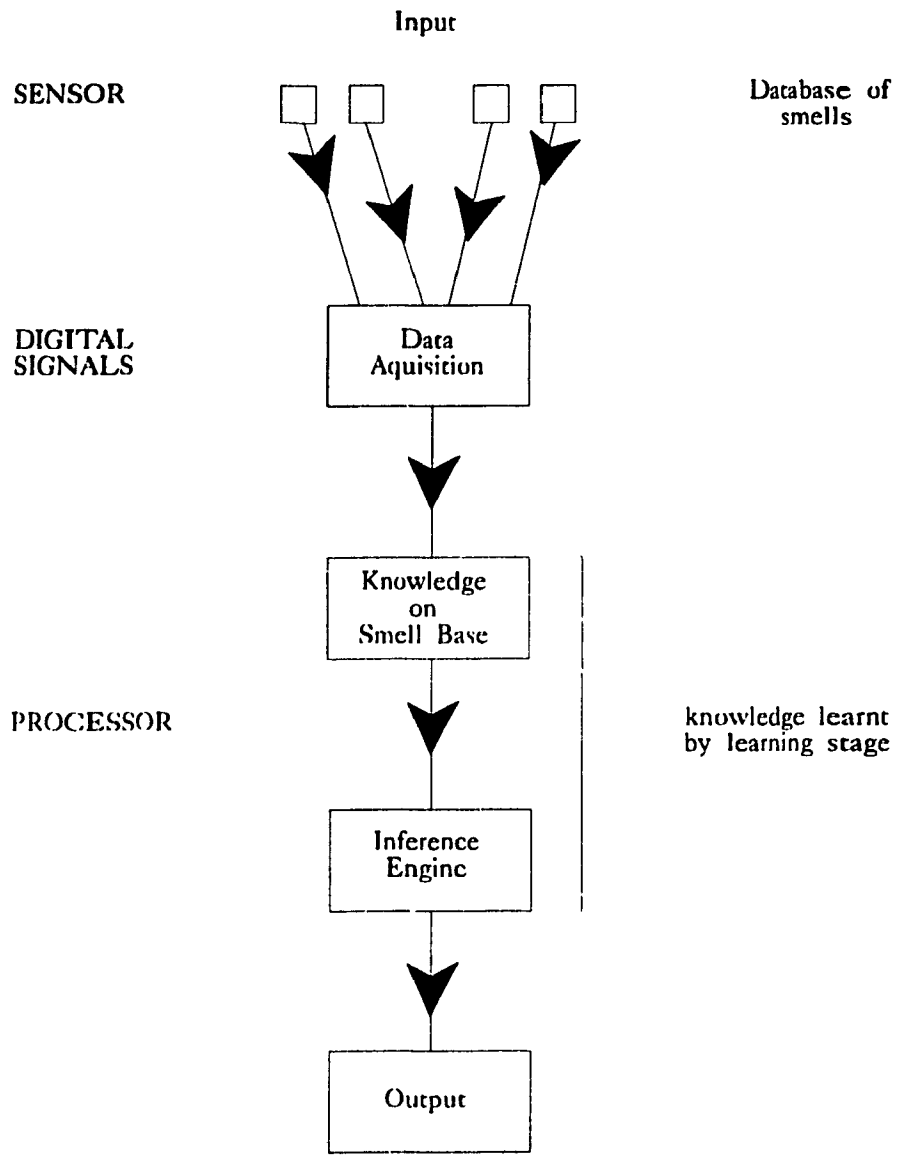 Input
SENSOR
Database of
smells
DIGITAL
SIGNALS
Data
Aquisition
Knowledge
on
Smell Base
PROCESSOR
knowledge learnt
by learning stage
Inference
Engine
Output